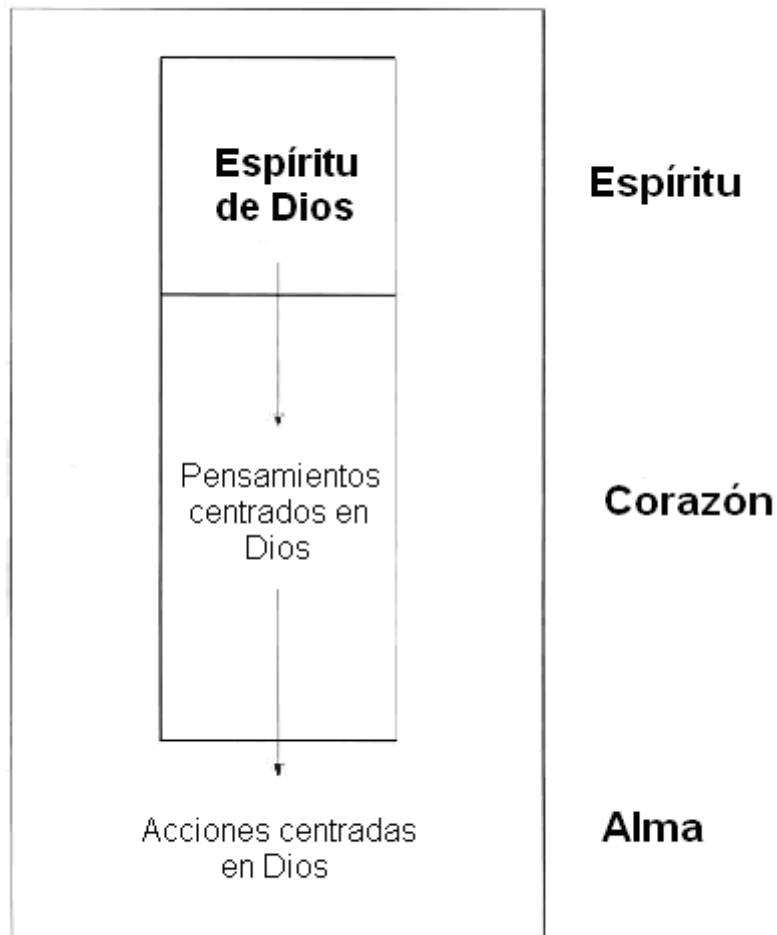 Espíritu
de Dios
Espíritu
Pensamientos
centrados en
Dios
Corazón
Acciones centradas
en Dios
Alma